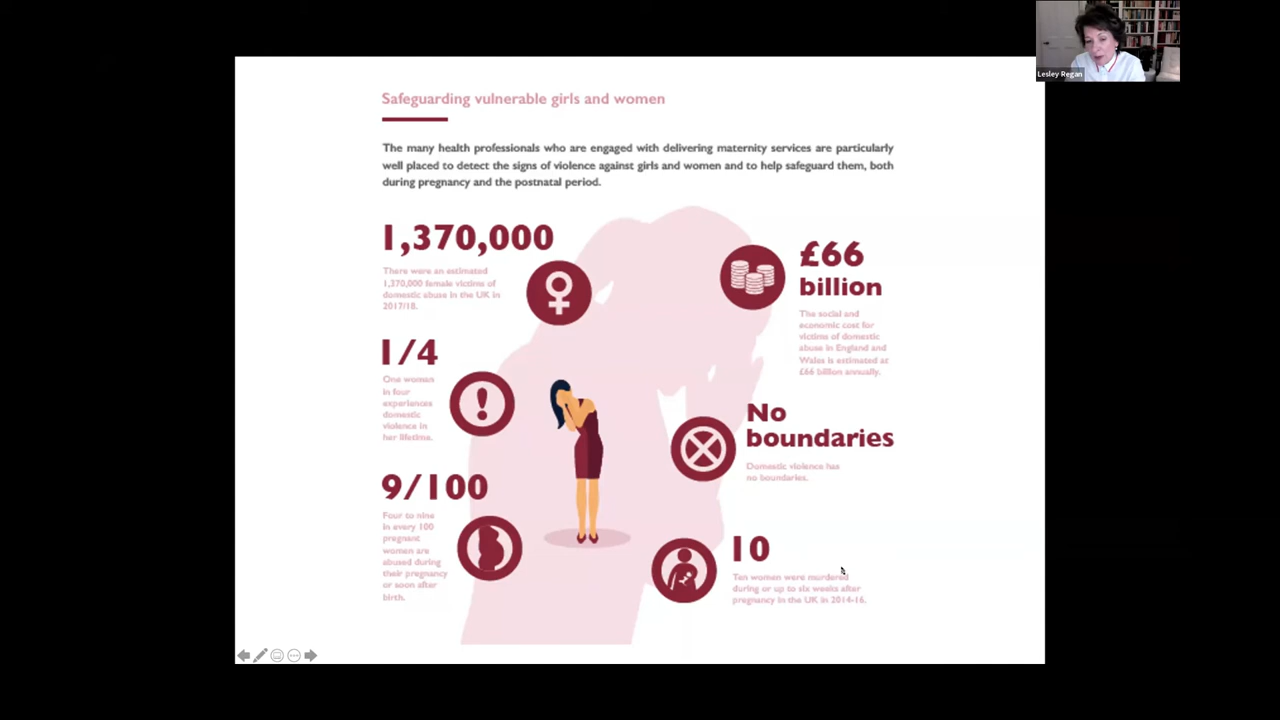 Lesley Regan
Safeguarding vulnerable girls and women
The many health professionals who are engaged with delivering maternity services are particularly
well placed to detect the signs of violence against girls and women and to help safeguard them, both
during pregnancy and the postnatal period.
1,370,000
There were an estimated
1,370,000 female victims of
domestic abuse in the UK in
2017/18.
1/4
One woman
in four
experiences
domestic
violence in
her lifetime.
9/100
Four to nine
in every 100
pregnant
women are
abused during
their pregnancy
or soon after
birth.
£66
billion
The social and
economic cost for
victims of domestic
abuse in England and
Wales is estimated at
£66 billion annually.
No
boundaries
Domestic violence has
no boundaries.
10
Ten women were murdered
during or up to six weeks after
pregnancy in the UK in 2014-16.